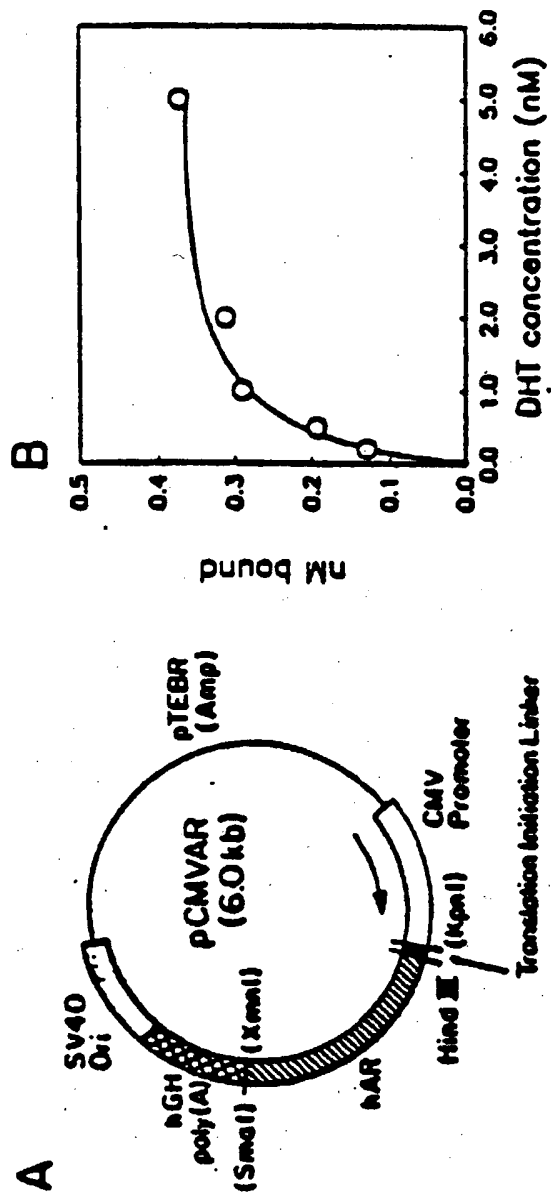 A
SV40
Ori
hGH
poly(A)
(SmaI)
(XmnI)
hAR
Hind III
(KpnI)
Translation Initiation Linker
CMV
Promoter
pTEBR
(Amp)
pCMVAR
(6.0kb)
B
nM bound
0.5
0.4
0.3
0.2
0.1
0.0
0.0
1.0
2.0
3.0
4.0
5.0
6.0
DHT concentration (nM)